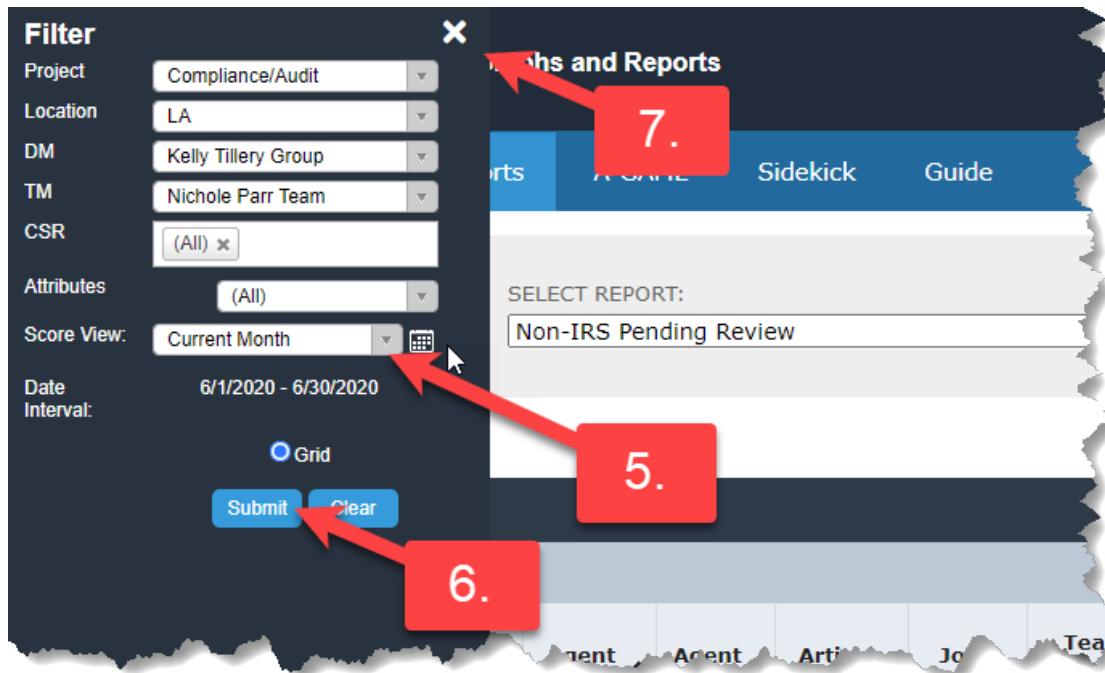 Filter
Project Compliance/Audit
Location LA
DM Kelly Tillery Group
TM Nichole Parr Team
CSR (All)
Attributes (All)
Score View: Current Month
Date Interval: 6/1/2020 - 6/30/2020
Grid
Submit Clear
and Reports
7.
Sidekick Guide
SELECT REPORT:
Non-IRS Pending Review
5.
6.
Agent